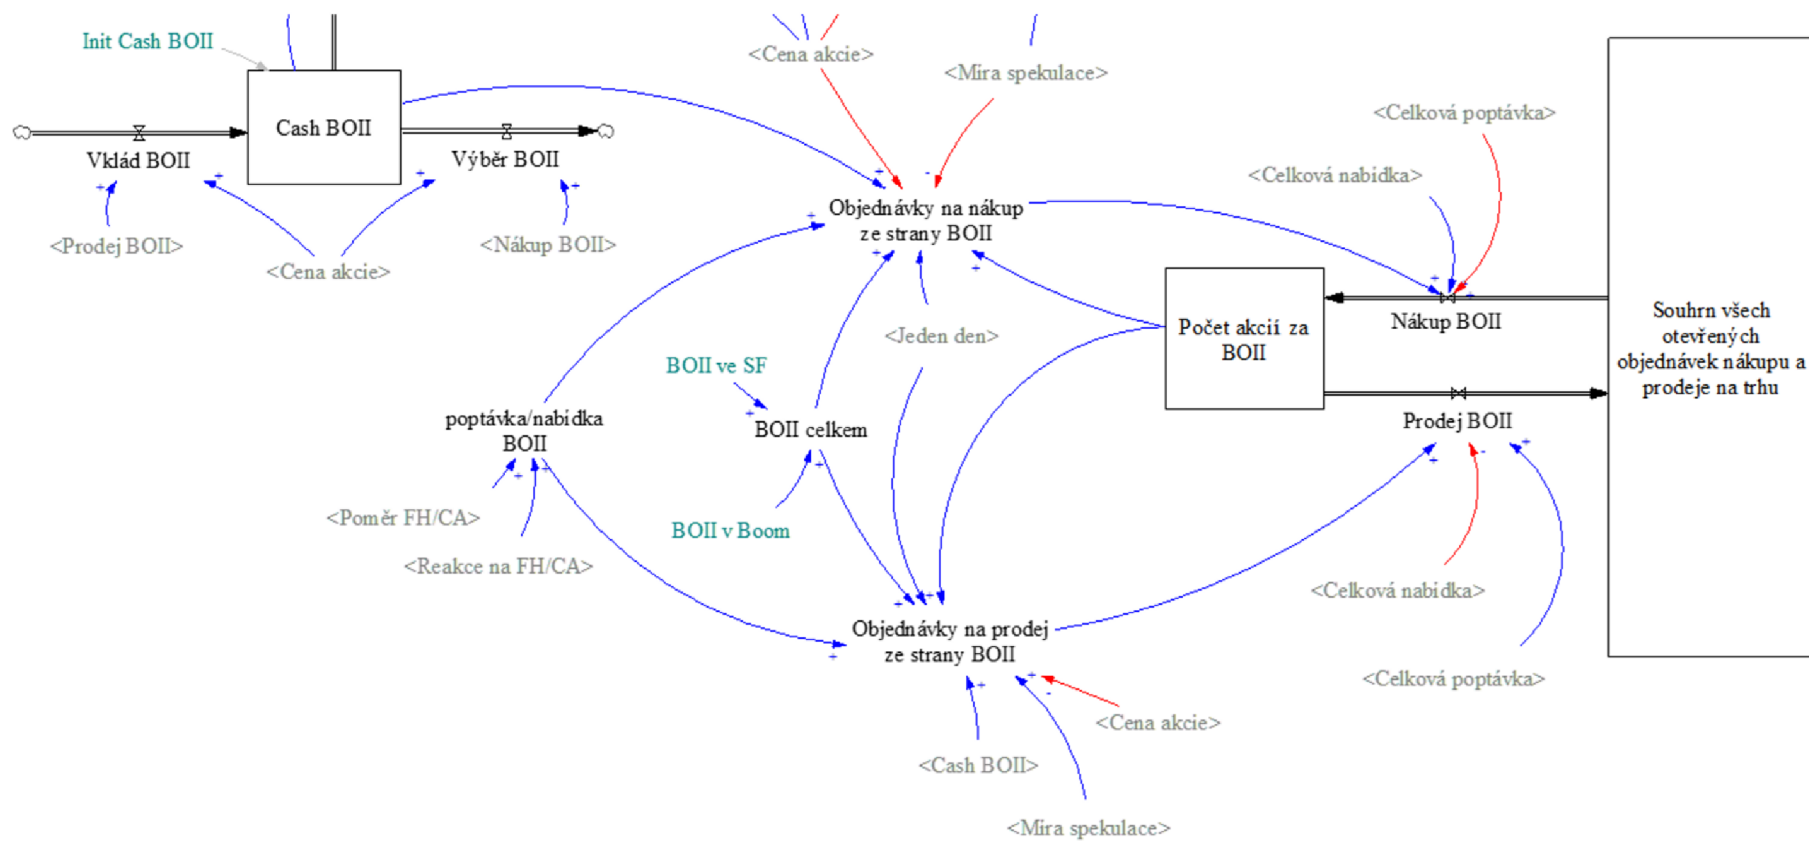 Init Cash BOII
<Cena akcie>
<Míra spekulace>
Cash BOII
Vklád BOII
Výběr BOII
<Prodej BOII>
<Cena akcie>
<Nákup BOII>
<Celková poptávka>
<Celková nabídka>
Objednávky na nákup
ze strany BOII
<Jeden den>
Počet akcií za
BOII
Nákup BOII
Prodej BOII
Souhrn všech
otevřených
objednávek nákupu a
prodeje na trhu
BOII ve SF
BOII celkem
BOII v Boom
poptávka/nabídka
BOII
<Poměr FH/CA>
<Reakce na FH/CA>
<Celková nabídka>
<Celková poptávka>
Objednávky na prodej
ze strany BOII
<Cena akcie>
<Cash BOII>
<Míra spekulace>